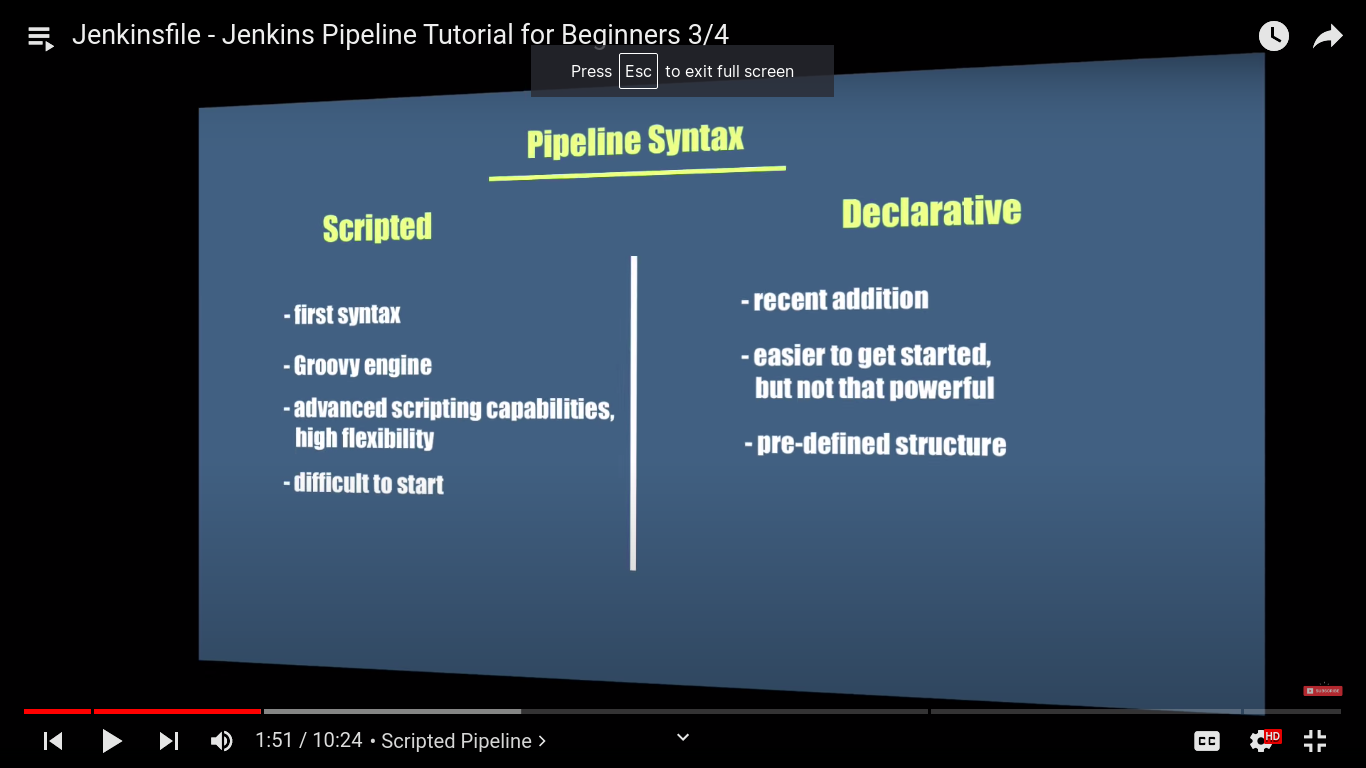 Jenkinsfile - Jenkins Pipeline Tutorial for Beginners 3/4
Press Esc to exit full screen
Pipeline Syntax
Scripted
- first syntax
- Groovy engine
- advanced scripting capabilities,
high flexibility
- difficult to start
Declarative
- recent addition
- easier to get started,
but not that powerful
- pre-defined structure
SUBSCRIBE
1:51 / 10:24 • Scripted Pipeline >
CC
HD